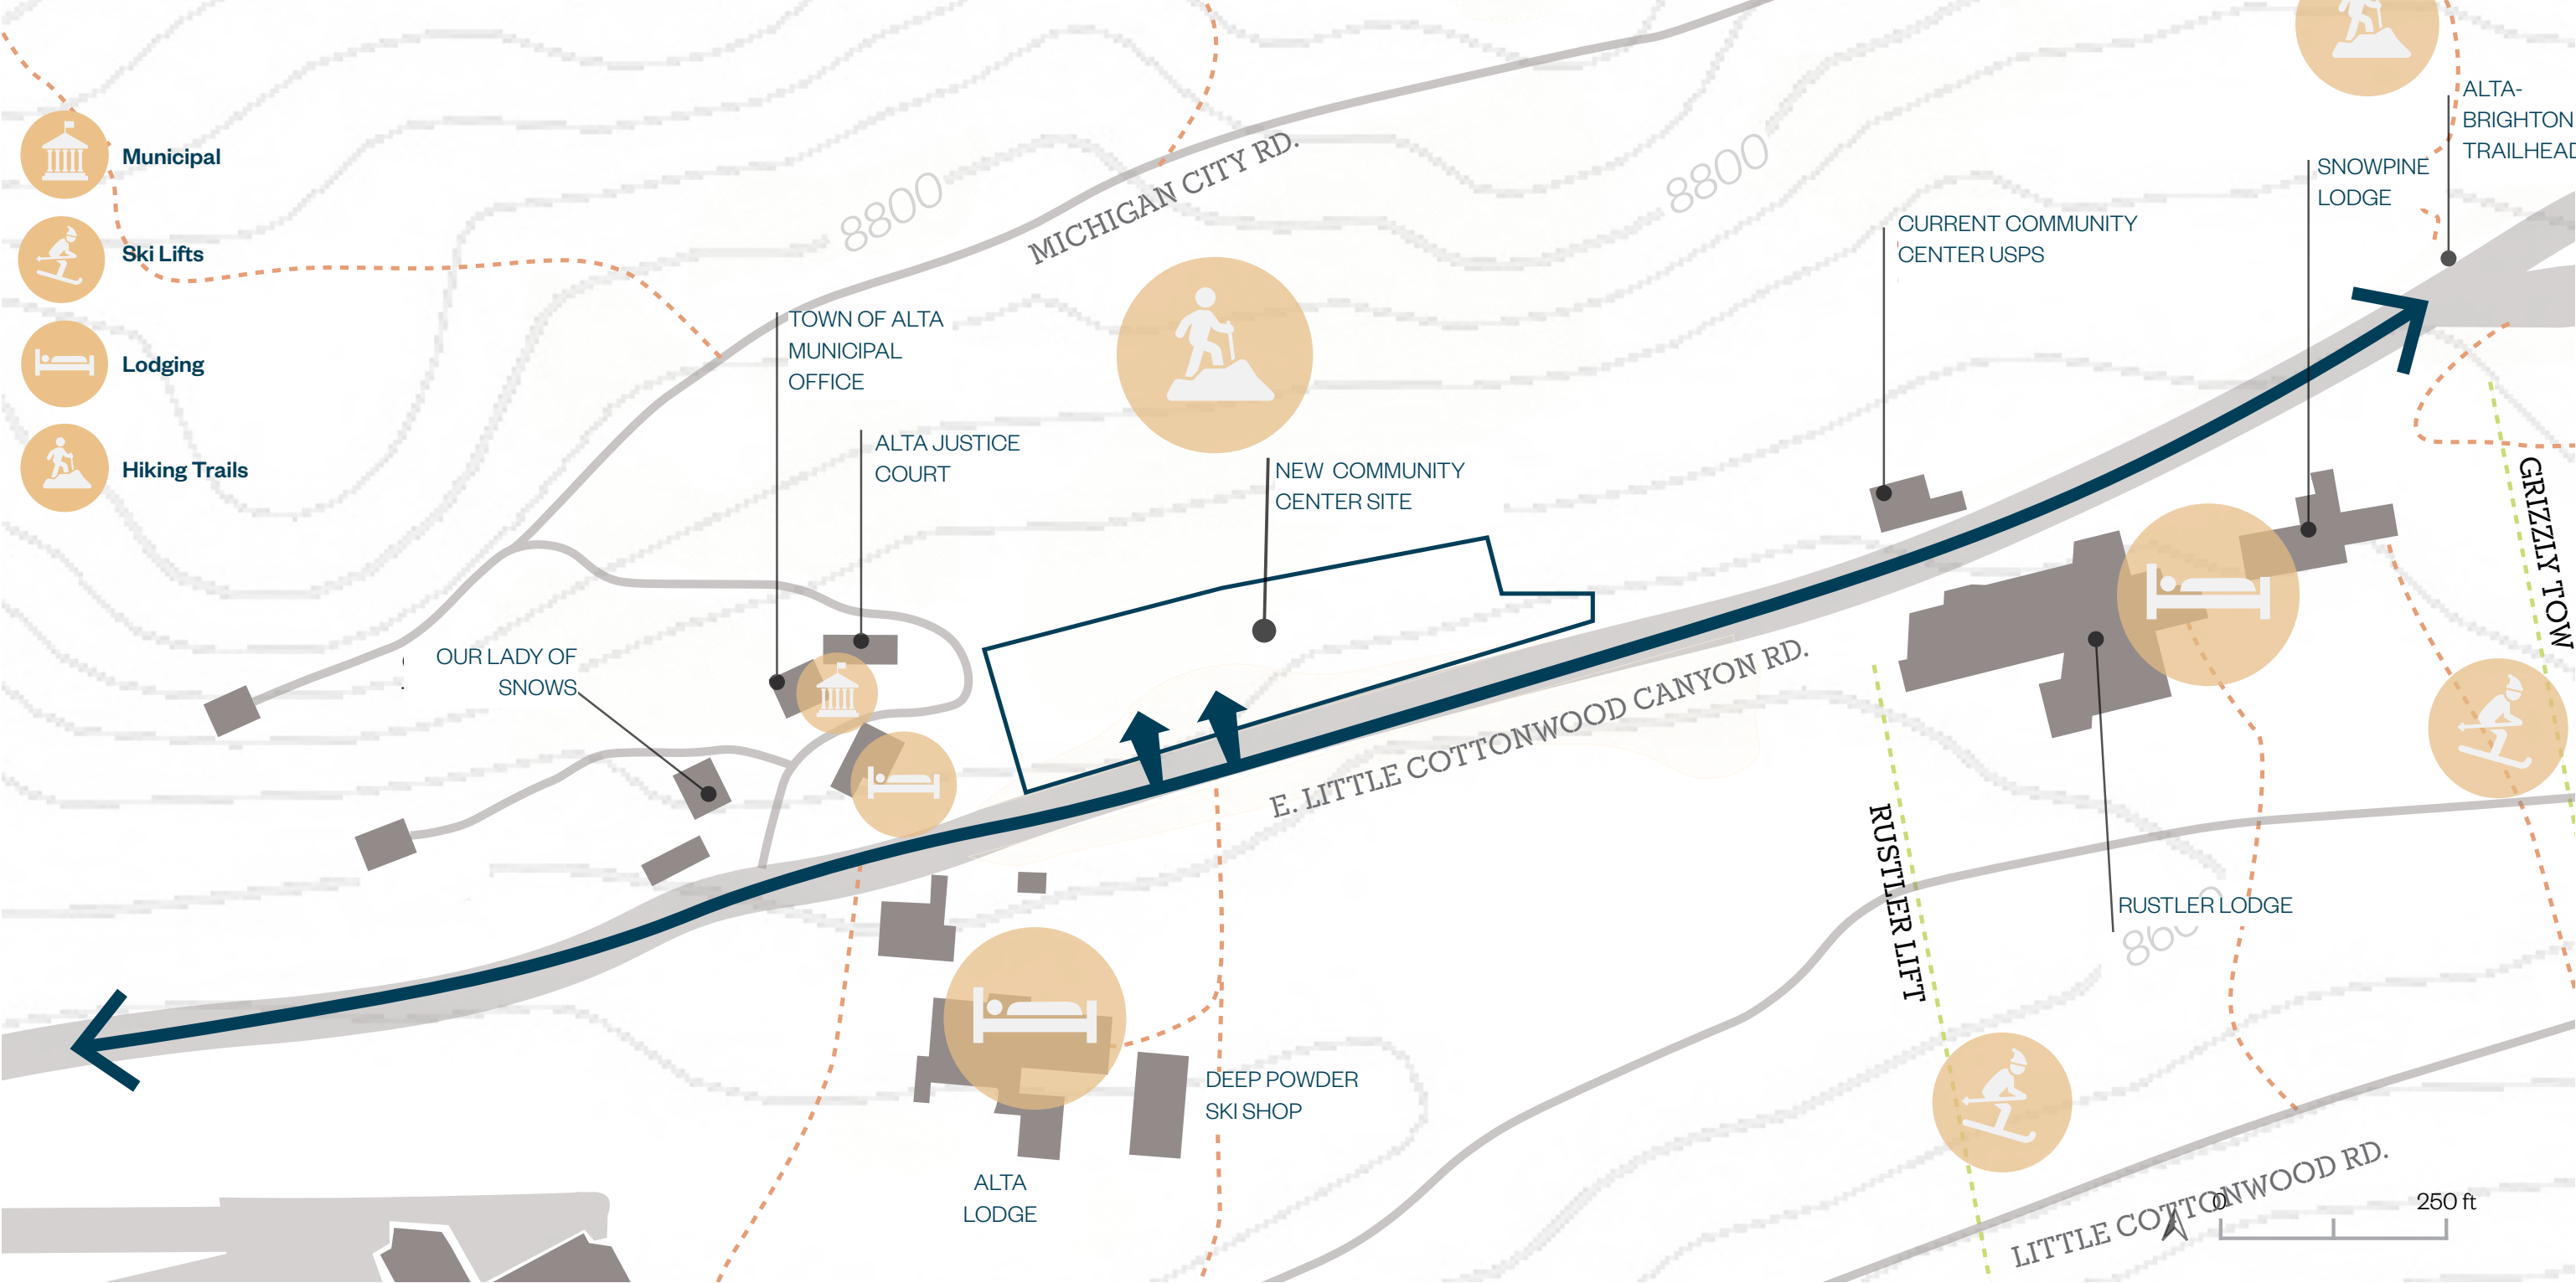 Municipal
Ski Lifts
Lodging
Hiking Trails
8800
MICHIGAN CITY RD.
8800
ALTA-
BRIGHTON
TRAILHEAD
SNOWPINE
LODGE
CURRENT COMMUNITY
CENTER USPS
TOWN OF ALTA
MUNICIPAL
OFFICE
ALTA JUSTICE
COURT
NEW COMMUNITY
CENTER SITE
GRIZZLY TOW
OUR LADY OF
SNOWS
E. LITTLE COTTONWOOD CANYON RD.
RUSTLER LIFT
RUSTLER LODGE
8600
DEEP POWDER
SKI SHOP
ALTA
LODGE
LITTLE COTTONWOOD RD.
0
250 ft